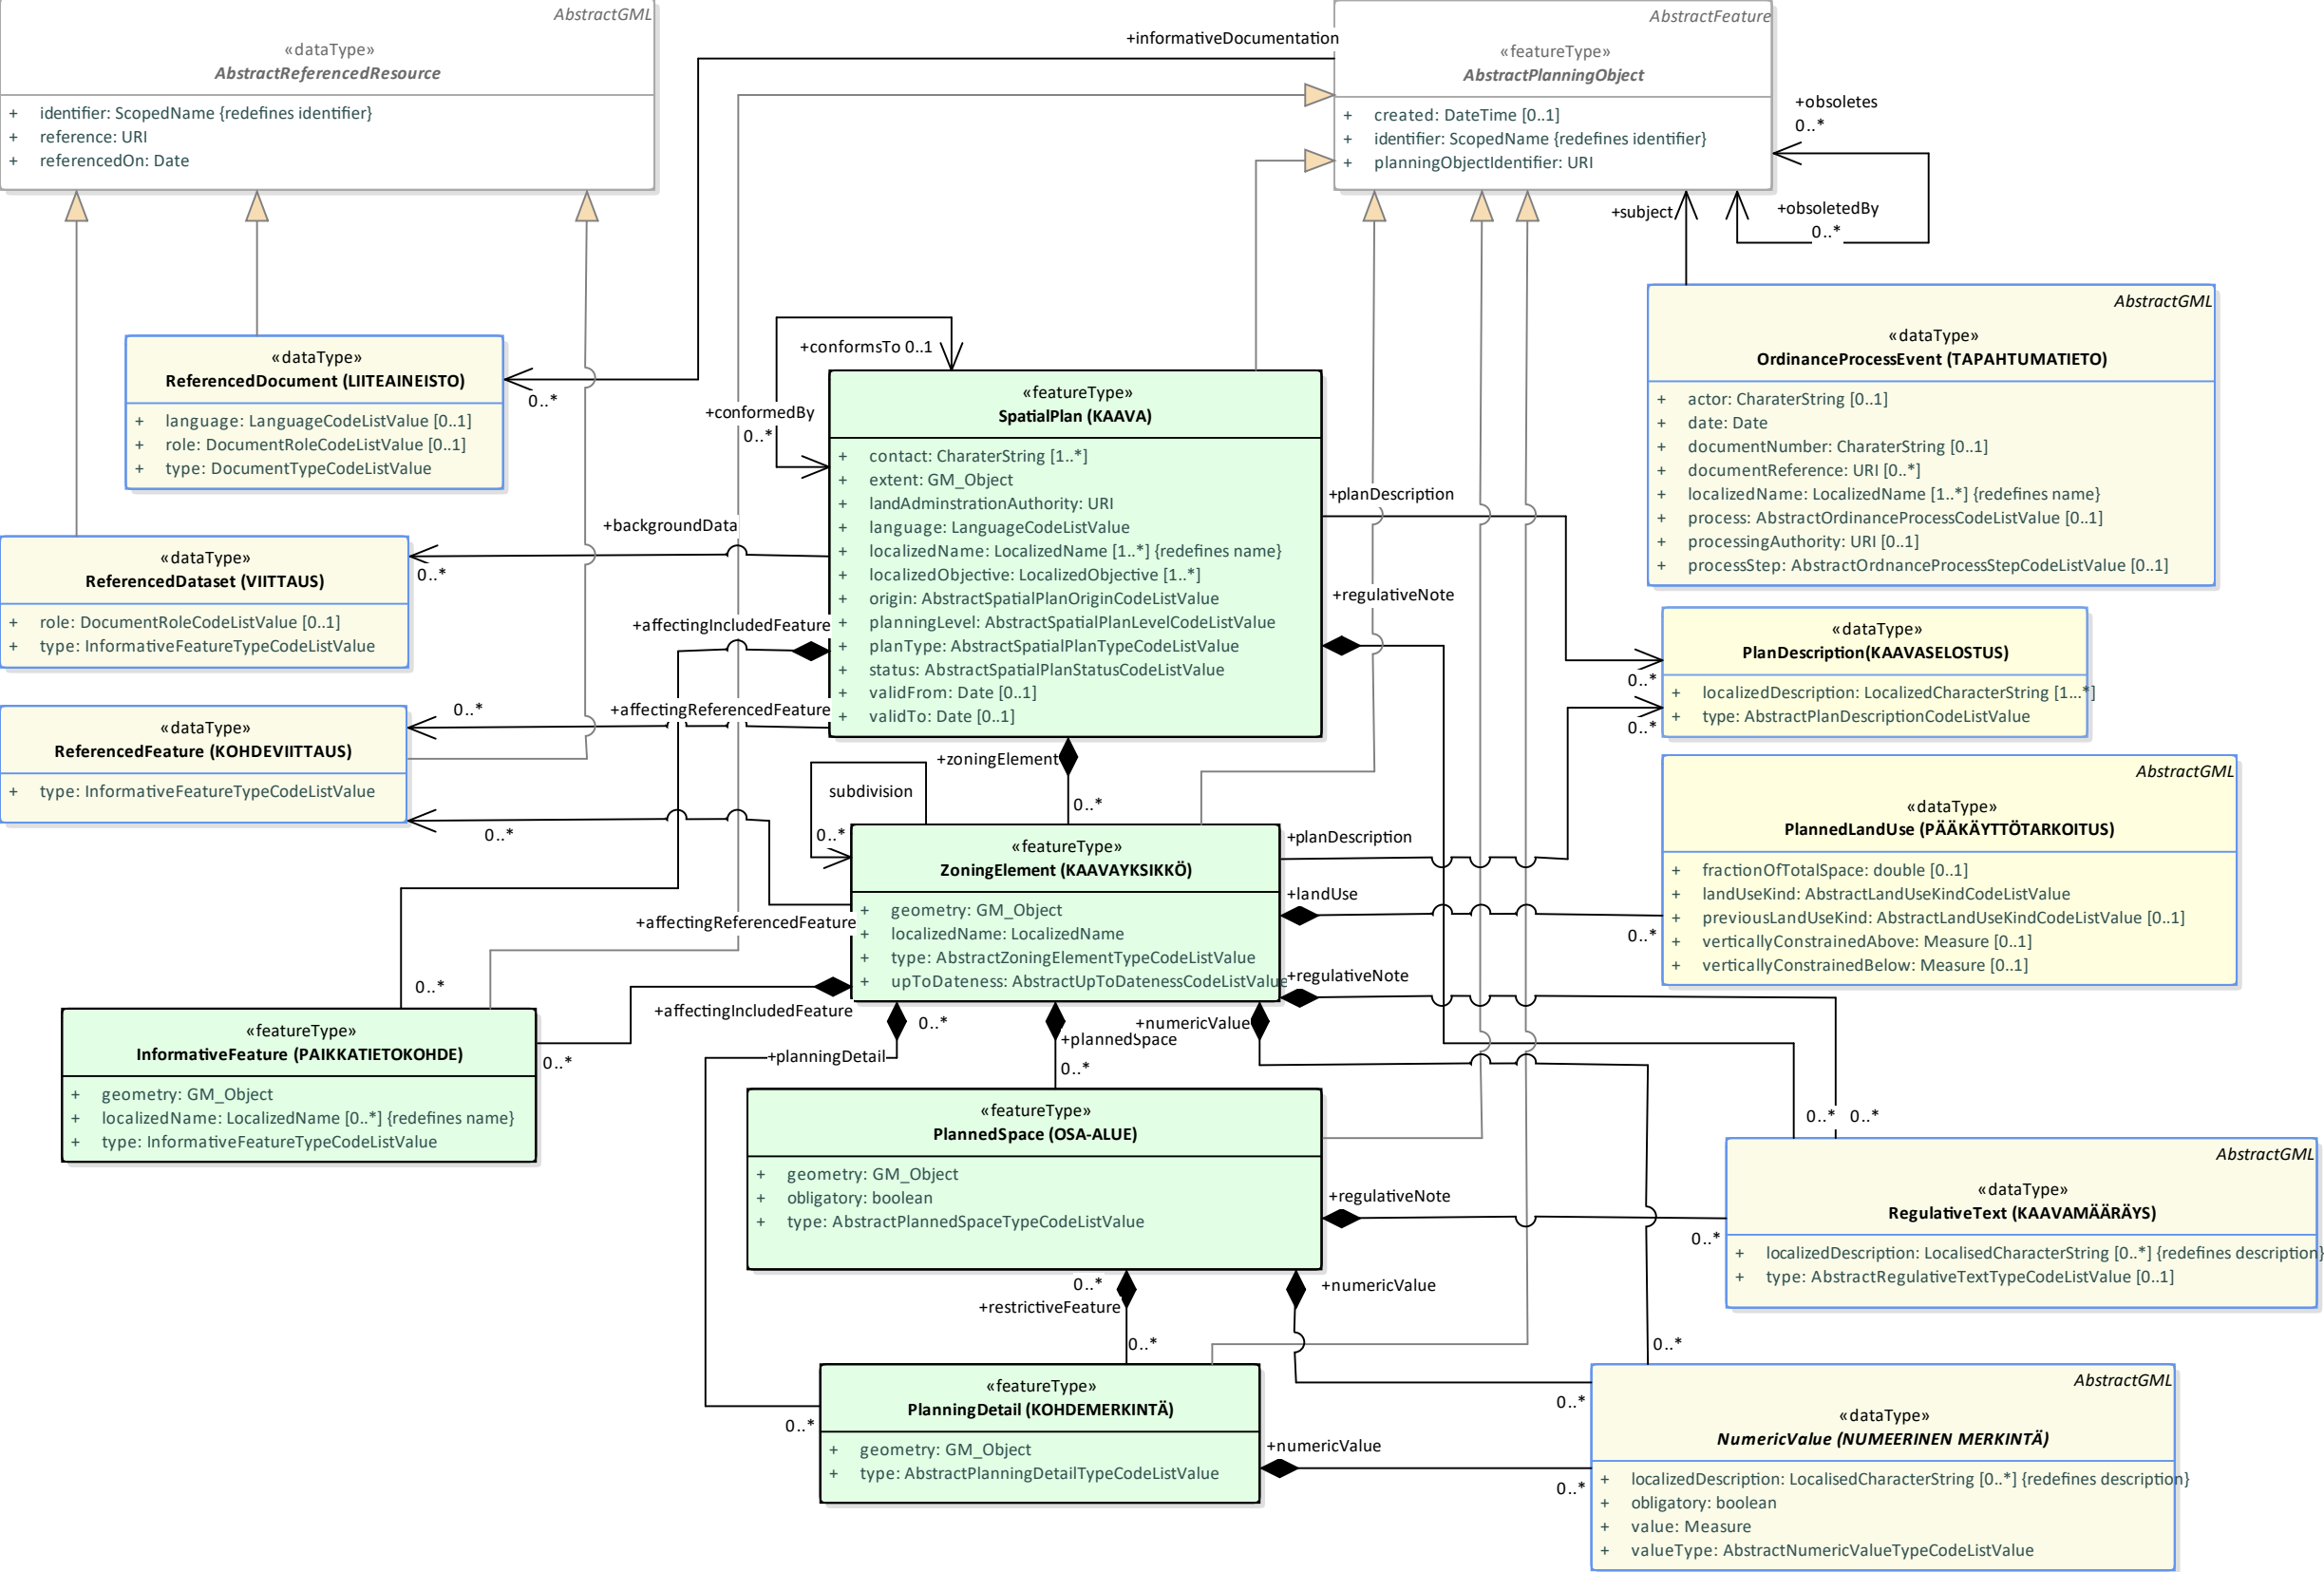 AbstractGML
«dataType»
AbstractReferencedResource
+ identifier: ScopedName {redefines identifier}
+ reference: URI
+ referencedOn: Date
+informativeDocumentation
AbstractFeature
«featureType»
AbstractPlanningObject
+ created: DateTime [0..1]
+ identifier: ScopedName {redefines identifier}
+ planningObjectIdentifier: URI
+obsoletes
0..*
+subject
+obsoletedBy
0..*
«dataType»
ReferencedDocument (LIITEAINEISTO)
+ language: LanguageCodeListValue [0..1]
+ role: DocumentRoleCodeListValue [0..1]
+ type: DocumentTypeCodeListValue
0..*
+conformsTo 0..1
+conformedBy
0..*
«featureType»
SpatialPlan (KAAVA)
+ contact: CharaterString [1..*]
+ extent: GM_Object
+ landAdminstrationAuthority: URI
+ language: LanguageCodeListValue
+ localizedName: LocalizedName [1..*] {redefines name}
+ localizedObjective: LocalizedObjective [1..*]
+ origin: AbstractSpatialPlanOriginCodeListValue
+ planningLevel: AbstractSpatialPlanLevelCodeListValue
+ planType: AbstractSpatialPlanTypeCodeListValue
+ status: AbstractSpatialPlanStatusCodeListValue
+ validFrom: Date [0..1]
+ validTo: Date [0..1]
AbstractGML
«dataType»
OrdinanceProcessEvent (TAPAHTUMATIETO)
+ actor: CharaterString [0..1]
+ date: Date
+ documentNumber: CharaterString [0..1]
+ documentReference: URI [0..*]
+ localizedName: LocalizedName [1..*] {redefines name}
+ process: AbstractOrdinanceProcessCodeListValue [0..1]
+ processingAuthority: URI [0..1]
+ processStep: AbstractOrdnanceProcessStepCodeListValue [0..1]
+planDescription
+backgroundData
0..*
«dataType»
ReferencedDataset (VIITTAUS)
+ role: DocumentRoleCodeListValue [0..1]
+ type: InformativeFeatureTypeCodeListValue
+regulativeNote
+affectingIncludedFeature
«dataType»
PlanDescription(KAAVASELOSTUS)
+ localizedDescription: LocalizedCharacterString [1...*]
+ type: AbstractPlanDescriptionCodeListValue
0..*
0..*
+affectingReferencedFeature
0..*
«dataType»
ReferencedFeature (KOHDEVIITTAUS)
+ type: InformativeFeatureTypeCodeListValue
+zoningElement
0..*
subdivision
0..*
0..*
«featureType»
ZoningElement (KAAVAYKSIKKÖ)
+ geometry: GM_Object
+ localizedName: LocalizedName
+ type: AbstractZoningElementTypeCodeListValue
+ upToDateness: AbstractUpToDatenessCodeListValue
+planDescription
+landUse
0..*
+regulativeNote
AbstractGML
«dataType»
PlannedLandUse (PÄÄKÄYTTÖTARKOITUS)
+ fractionOfTotalSpace: double [0..1]
+ landUseKind: AbstractLandUseKindCodeListValue
+ previousLandUseKind: AbstractLandUseKindCodeListValue [0..1]
+ verticallyConstrainedAbove: Measure [0..1]
+ verticallyConstrainedBelow: Measure [0..1]
+affectingReferencedFeature
0..*
+affectingIncludedFeature
0..*
«featureType»
InformativeFeature (PAIKKATIETOKOHDE)
+ geometry: GM_Object
+ localizedName: LocalizedName [0..*] {redefines name}
+ type: InformativeFeatureTypeCodeListValue
0..*
+planningDetail
+plannedSpace
0..*
+numericValue
«featureType»
PlannedSpace (OSA-ALUE)
+ geometry: GM_Object
+ obligatory: boolean
+ type: AbstractPlannedSpaceTypeCodeListValue
+regulativeNote
0..*
0..* 0..*
AbstractGML
«dataType»
RegulativeText (KAAVAMÄÄRÄYS)
+ localizedDescription: LocalisedCharacterString [0..*] {redefines description}
+ type: AbstractRegulativeTextTypeCodeListValue [0..1]
0..*
+restrictiveFeature
0..*
+numericValue
0..*
0..*
0..*
«featureType»
PlanningDetail (KOHDEMERKINTÄ)
+ geometry: GM_Object
+ type: AbstractPlanningDetailTypeCodeListValue
+numericValue
0..*
AbstractGML
«dataType»
NumericValue (NUMEERINEN MERKINTÄ)
+ localizedDescription: LocalisedCharacterString [0..*] {redefines description}
+ obligatory: boolean
+ value: Measure
+ valueType: AbstractNumericValueTypeCodeListValue